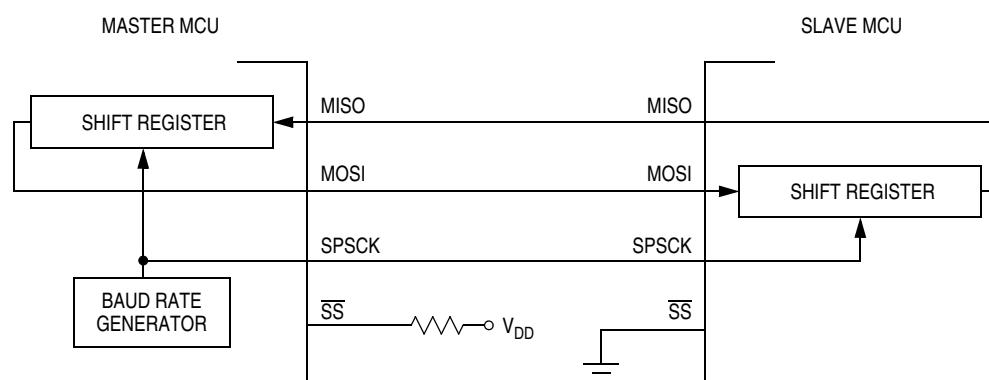 MASTER MCU
SLAVE MCU
SHIFT REGISTER
MISO
MISO
MOSI
MOSI
SHIFT REGISTER
SPSCK
SPSCK
BAUD RATE
GENERATOR
SS
VDD
SS